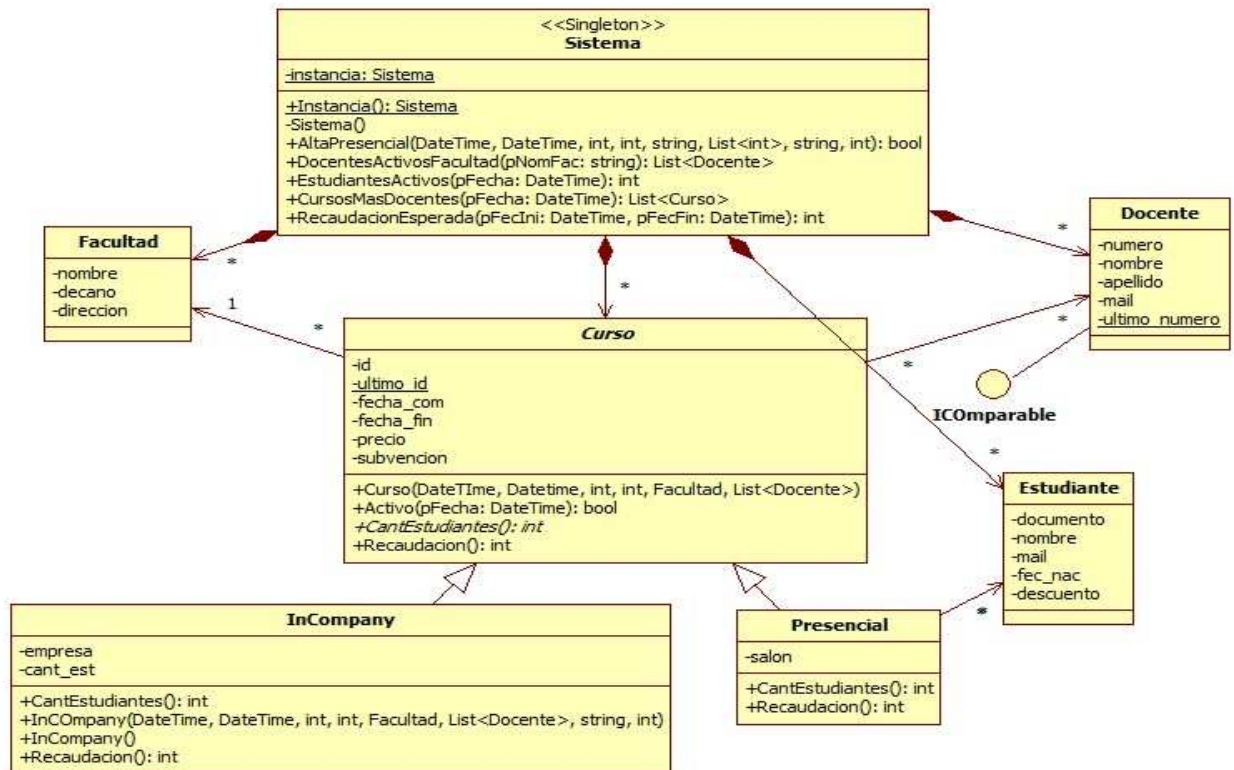 <<Singleton>>
Sistema
-instancia: Sistema
+Instancia(): Sistema
-Sistema()
+AltaPresencial(DateTime, DateTime, int, int, string, List<int>, string, int): bool
+DocentesActivosFacultad(pNomFac: string): List<Docente>
+EstudiantesActivos(pFecha: DateTime): int
+CursosMasDocentes(pFecha: DateTime): List<Curso>
+RecaudacionEsperada(pFecIni: DateTime, pFecFin: DateTime): int
Facultad
-nombre
-decano
-direccion
*
1
*
*
Docente
-numero
-nombre
-apellido
-mail
-ultimo_numero
*
*
*
ICOmparable
Curso
-id
-ultimo_id
-fecha_com
-fecha_fin
-precio
-subvencion
+Curso(DateTIme, Datetime, int, int, Facultad, List<Docente>)
+Activo(pFecha: DateTime): bool
+CantEstudiantes(): int
+Recaudacion(): int
*
Estudiante
-documento
-nombre
-mail
-fec_nac
-descuento
*
InCompany
-empresa
-cant_est
+CantEstudiantes(): int
+InCOmpany(DateTime, DateTime, int, int, Facultad, List<Docente>, string, int)
+InCompany()
+Recaudacion(): int
Presencial
-salon
+CantEstudiantes(): int
+Recaudacion(): int